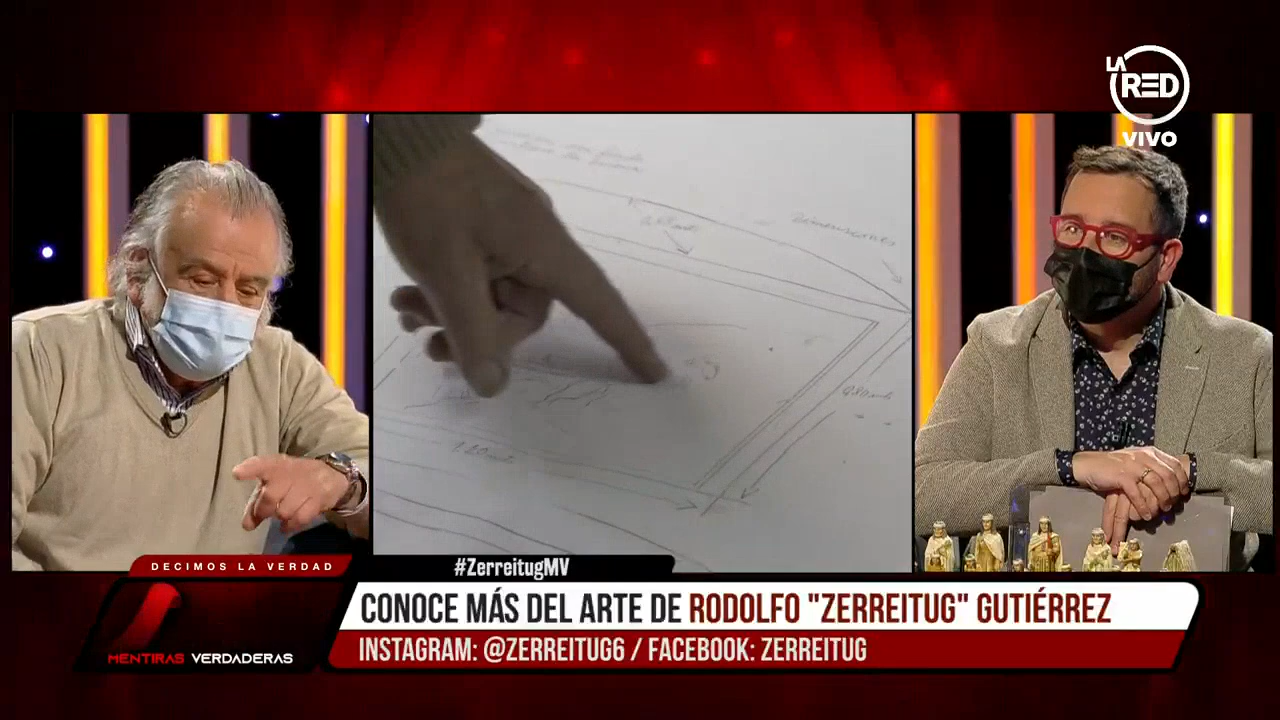 LA
RED
VIVO
Dimensiones
DECIMOS LA VERDAD
#ZerreitugMV
CONOCE MÁS DEL ARTE DE RODOLFO "ZERREITUG" GUTIÉRREZ
MENTIRAS VERDADERAS
INSTAGRAM: @ZERREITUG6 / FACEBOOK: ZERREITUG